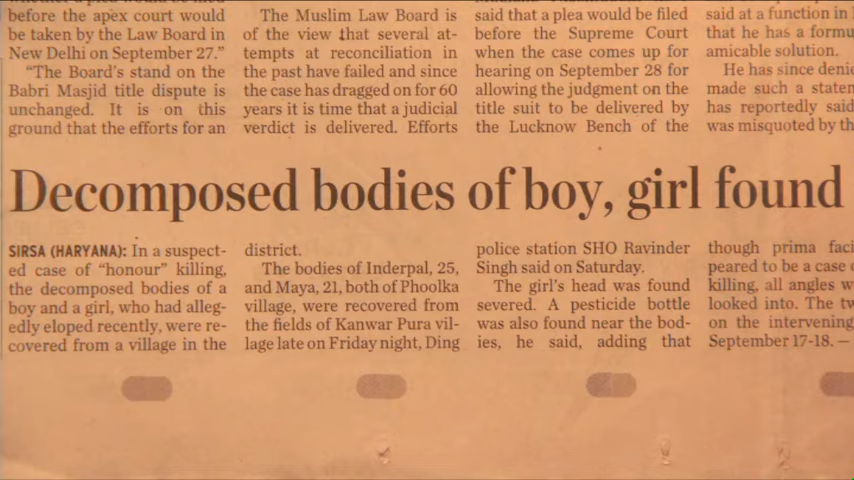 before the apex court would
be taken by the Law Board in
New Delhi on September 27."
"The Board's stand on the
Babri Masjid title dispute is
unchanged. It is on this
ground that the efforts for an
The Muslim Law Board is
of the view that several at-
tempts at reconciliation in
the past have failed and since
the case has dragged on for 60
years it is time that a judicial
verdict is delivered. Efforts
said that a plea would be filed
before the Supreme Court
when the case comes up for
hearing on September 28 for
allowing the judgment on the
title suit to be delivered by
the Lucknow Bench of the
said at a function in
that he has a formu
amicable solution.
He has since denie
made such a staten
has reportedly said
was misquoted by th
Decomposed bodies of boy, girl found
SIRSA (HARYANA): In a suspect-
ed case of "honour" killing,
the decomposed bodies of a
boy and a girl, who had alleg-
edly eloped recently, were re-
covered from a village in the
district.
The bodies of Inderpal, 25,
and Maya, 21, both of Phoolka
village, were recovered from
the fields of Kanwar Pura vil-
lage late on Friday night, Ding
police station SHO Ravinder
Singh said on Saturday.
The girl's head was found
severed. A pesticide bottle
was also found near the bod-
ies, he said, adding that
though prima faci
peared to be a case
killing, all angles w
looked into. The tw
on the intervening
September 17-18. —